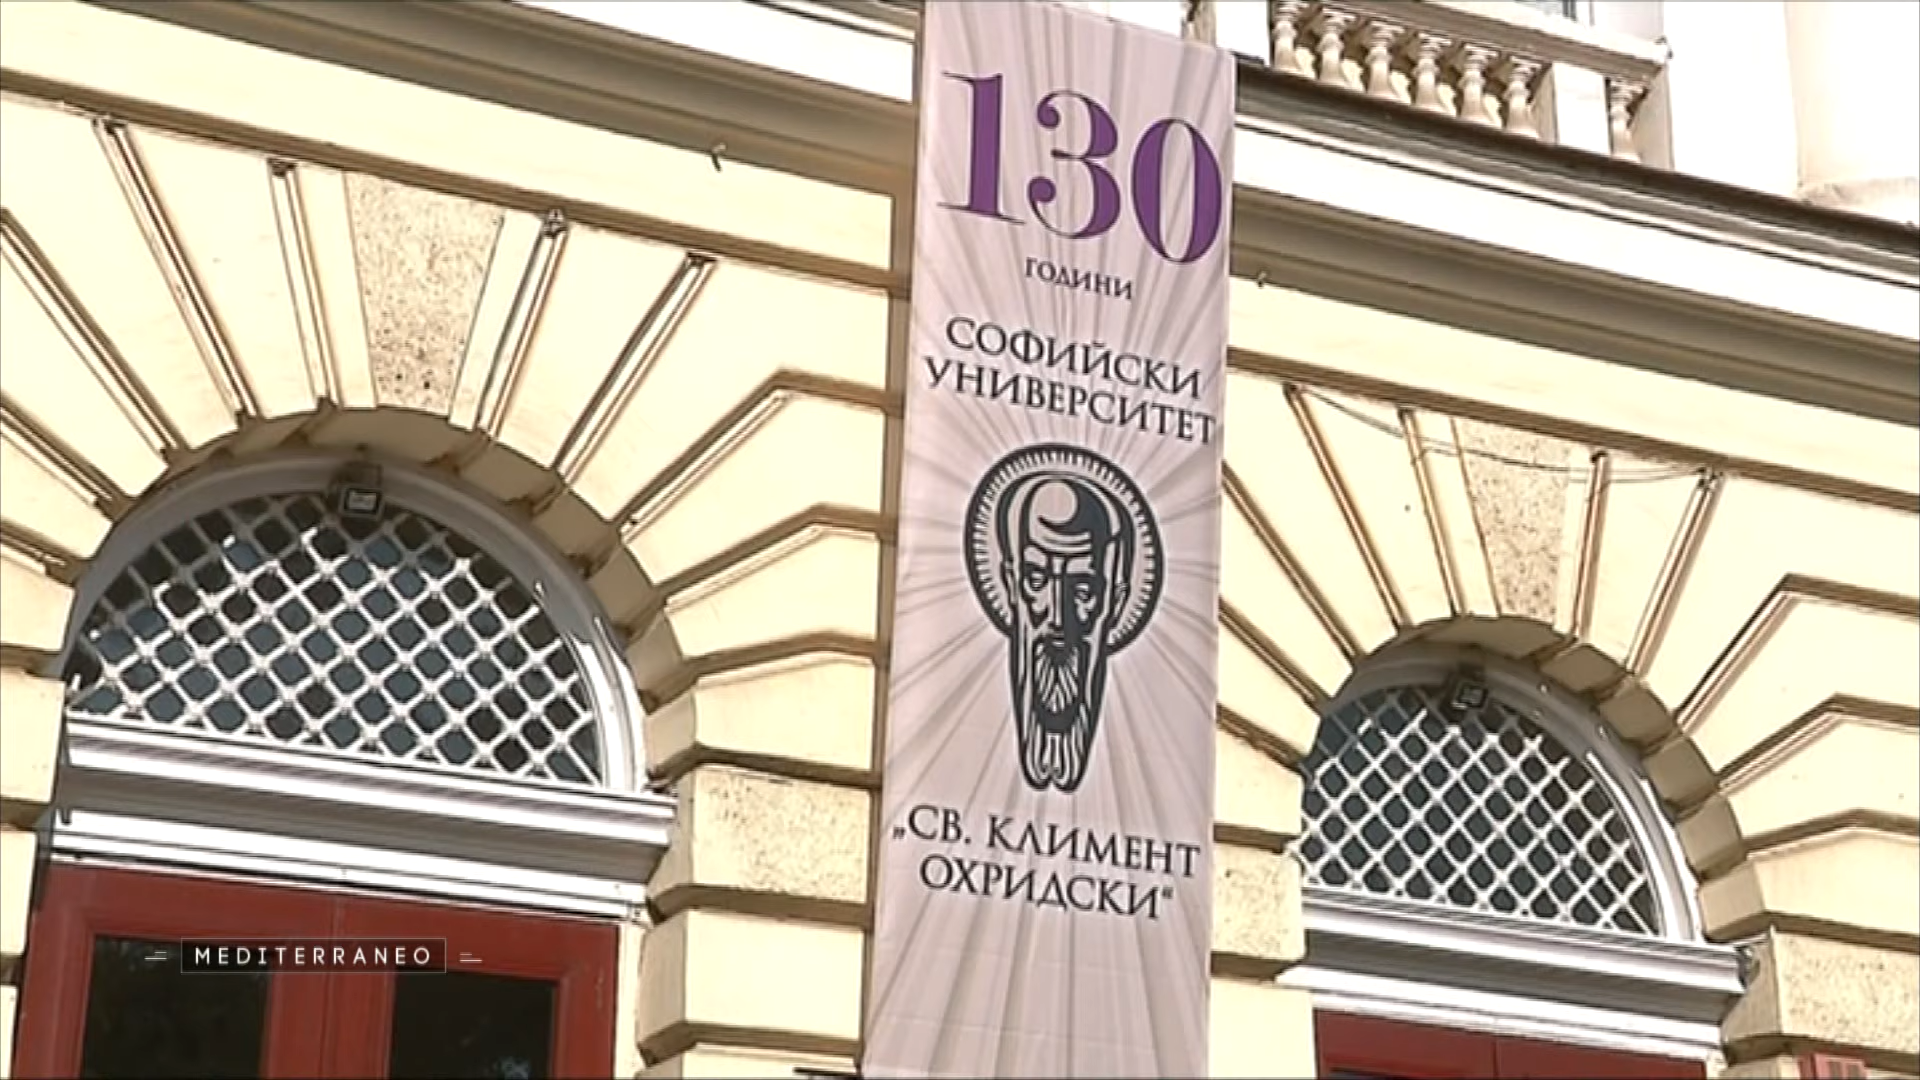 130
ГОДИНИ
СОФИЙСКИ
УНИВЕРСИТЕТ
„СВ. КЛИМЕНТ
ОХРИДСКИ“
MEDITERRANEO